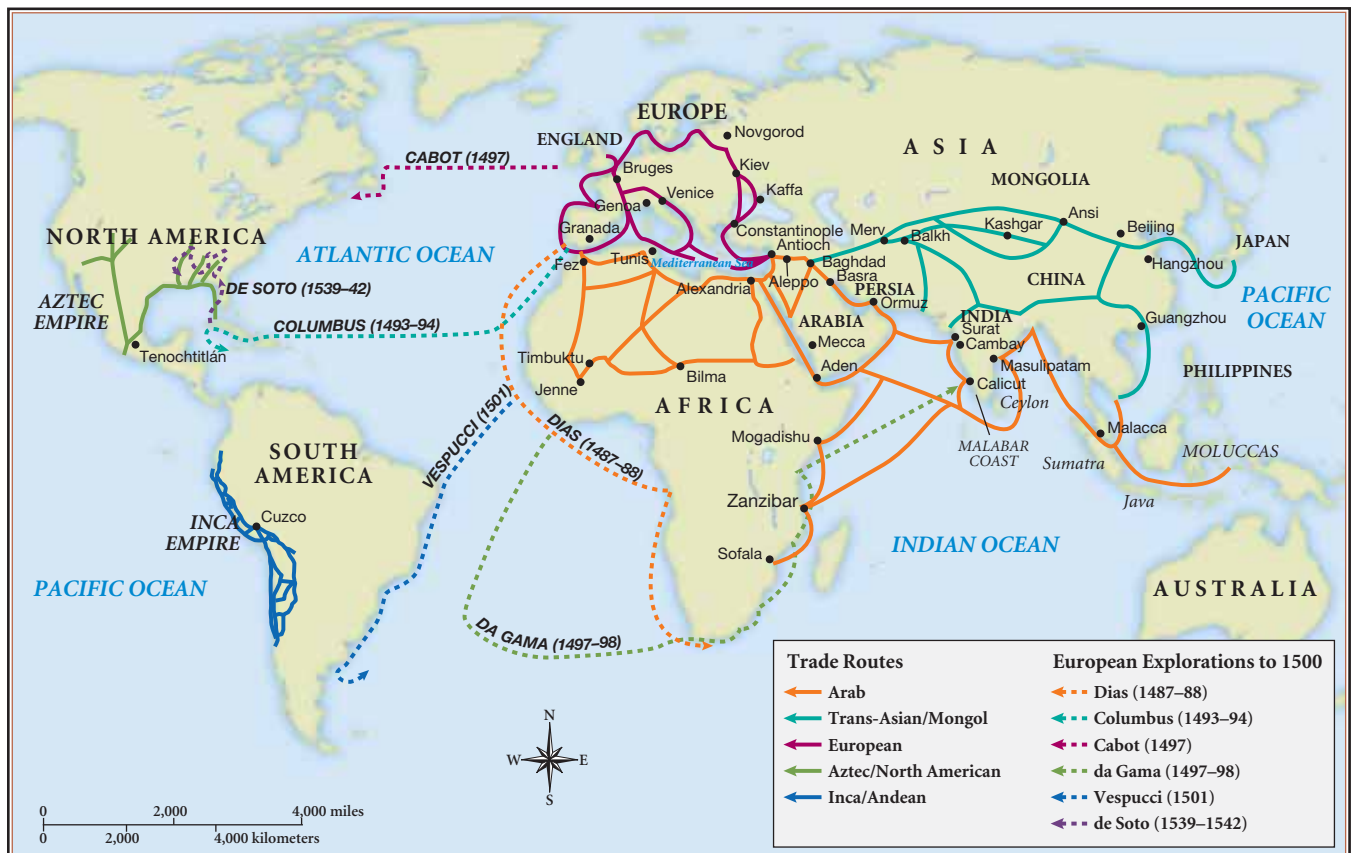 EUROPE
ENGLAND
Novgorod
ASIA
CABOT (1497)
Bruges
Kiev
MONGOLIA
Venice
Kaffa
Genoa
Ansi
NORTH AMERICA
ATLANTIC OCEAN
Granada
Constantinople
Merv
Balkh
Kashgar
Beijing
JAPAN
Fez
Tunis
Mediterranean Sea
Antioch
Baghdad
Hangzhou
Aleppo
Basra
CHINA
DE SOTO (1539–42)
Alexandria
PERSIA
Ormuz
PACIFIC
OCEAN
AZTEC
EMPIRE
COLUMBUS (1493–94)
ARABIA
INDIA
Surat
Guangzhou
Tenochtitlán
Mecca
Cambay
Timbuktu
Bilma
Aden
Masulipatam
PHILIPPINES
Jenne
Calicut
AFRICA
Ceylon
VESPUCCI (1501)
DIAS (1487–88)
Mogadishu
MALABAR
COAST
Malacca
SOUTH
AMERICA
Sumatra
MOLUCCAS
Zanzibar
Java
INCA
EMPIRE
Cuzco
Sofala
INDIAN OCEAN
PACIFIC OCEAN
AUSTRALIA
DA GAMA (1497–98)
Trade Routes
Arab
Trans-Asian/Mongol
European
Aztec/North American
Inca/Andean
European Explorations to 1500
Dias (1487–88)
Columbus (1493–94)
Cabot (1497)
da Gama (1497–98)
Vespucci (1501)
de Soto (1539–1542)
N
W E
S
0 2,000 4,000 miles
0 2,000 4,000 kilometers